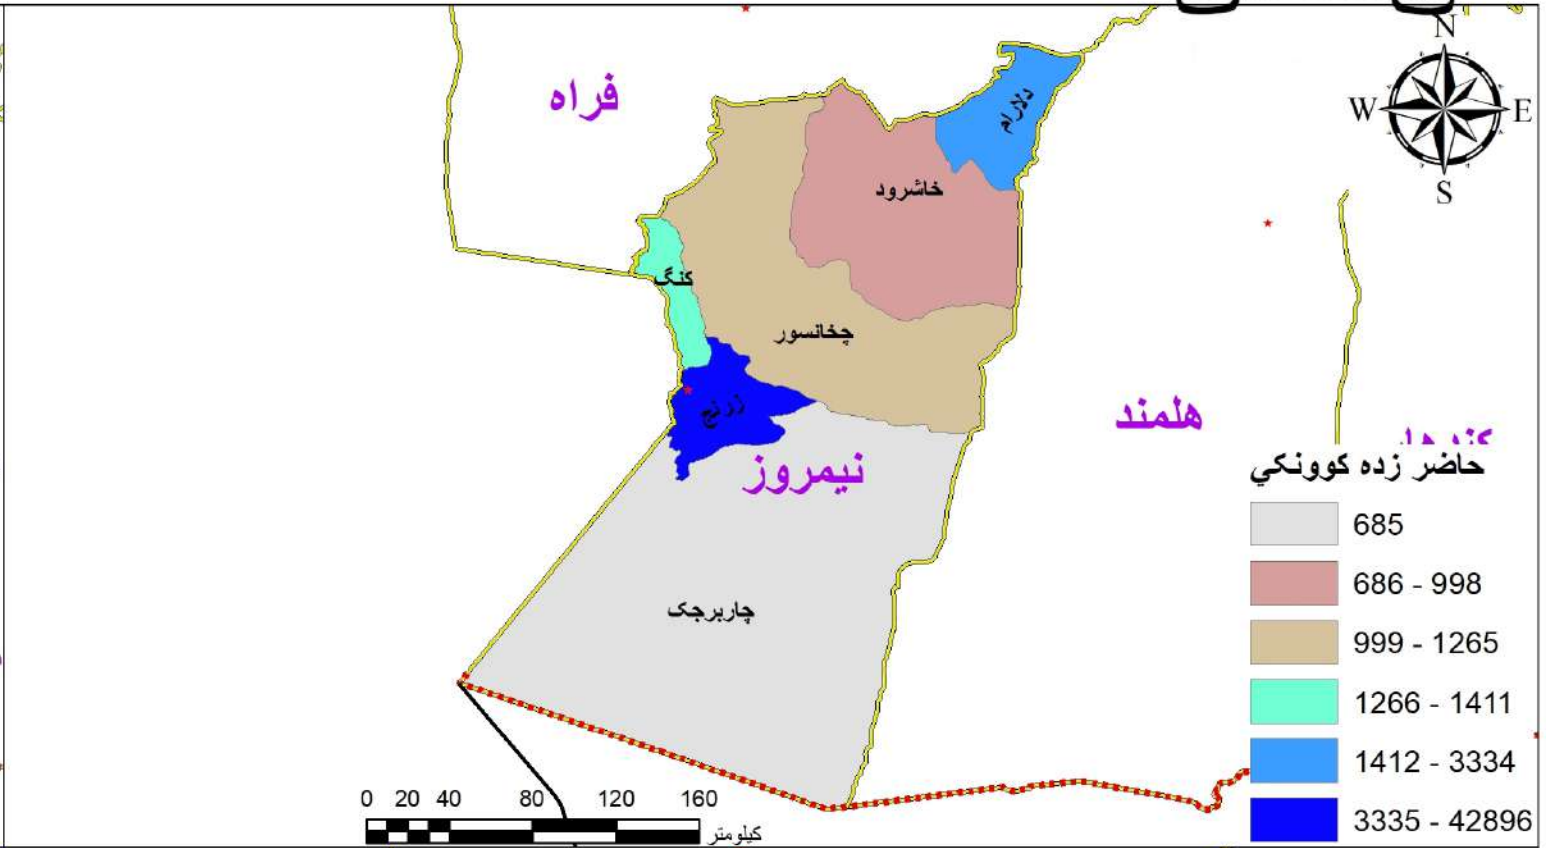 N
W E
S
فراه
دلارام
خاشرود
کنگ
چخانسور
زرنج
هلمند
نیمروز
چاربرجک
حاضر زده کوونکي
685
686 - 998
999 - 1265
1266 - 1411
1412 - 3334
3335 - 42896
0 20 40 80 120 160
کیلومتر